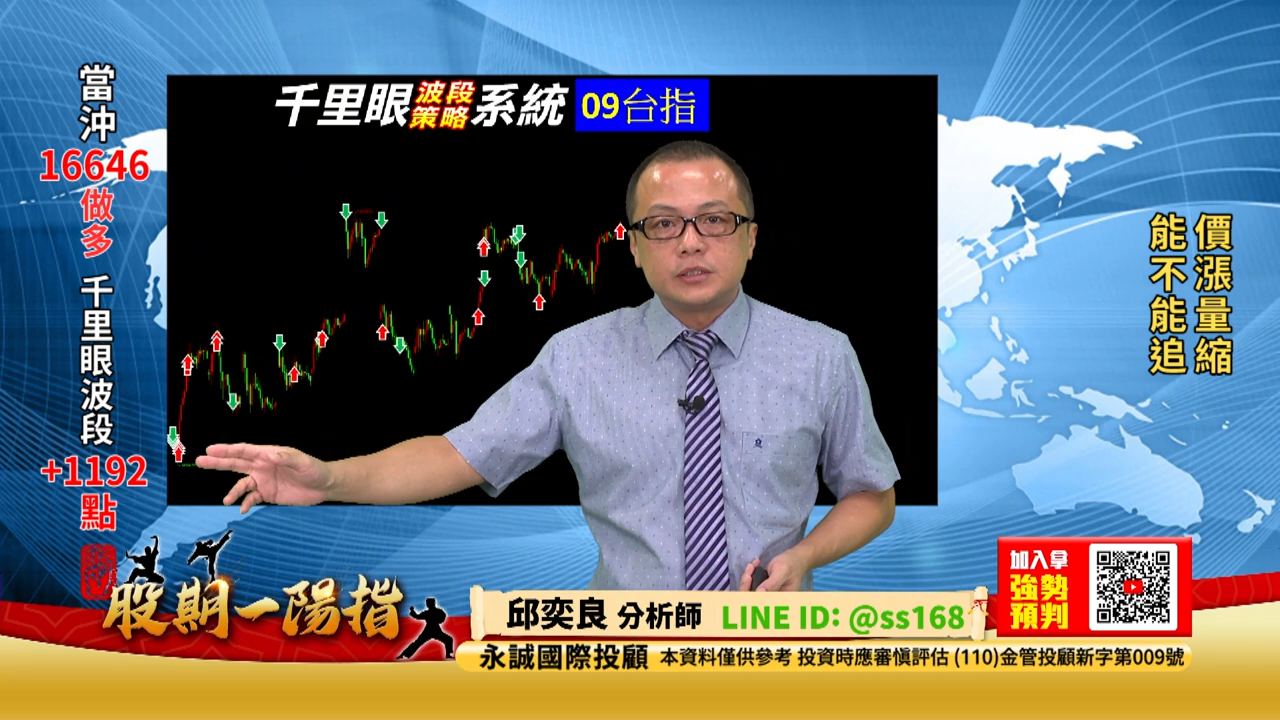 當沖
16646
做多
千里眼波段
+1192
點
千里眼波段策略系統 09台指
價漲量縮
能不能追
股期一陽指
邱奕良 分析師 LINE ID: @ss168
加入拿
強勢
預判
永誠國際投顧 本資料僅供參考 投資時應審慎評估 (110)金管投顧新字第009號